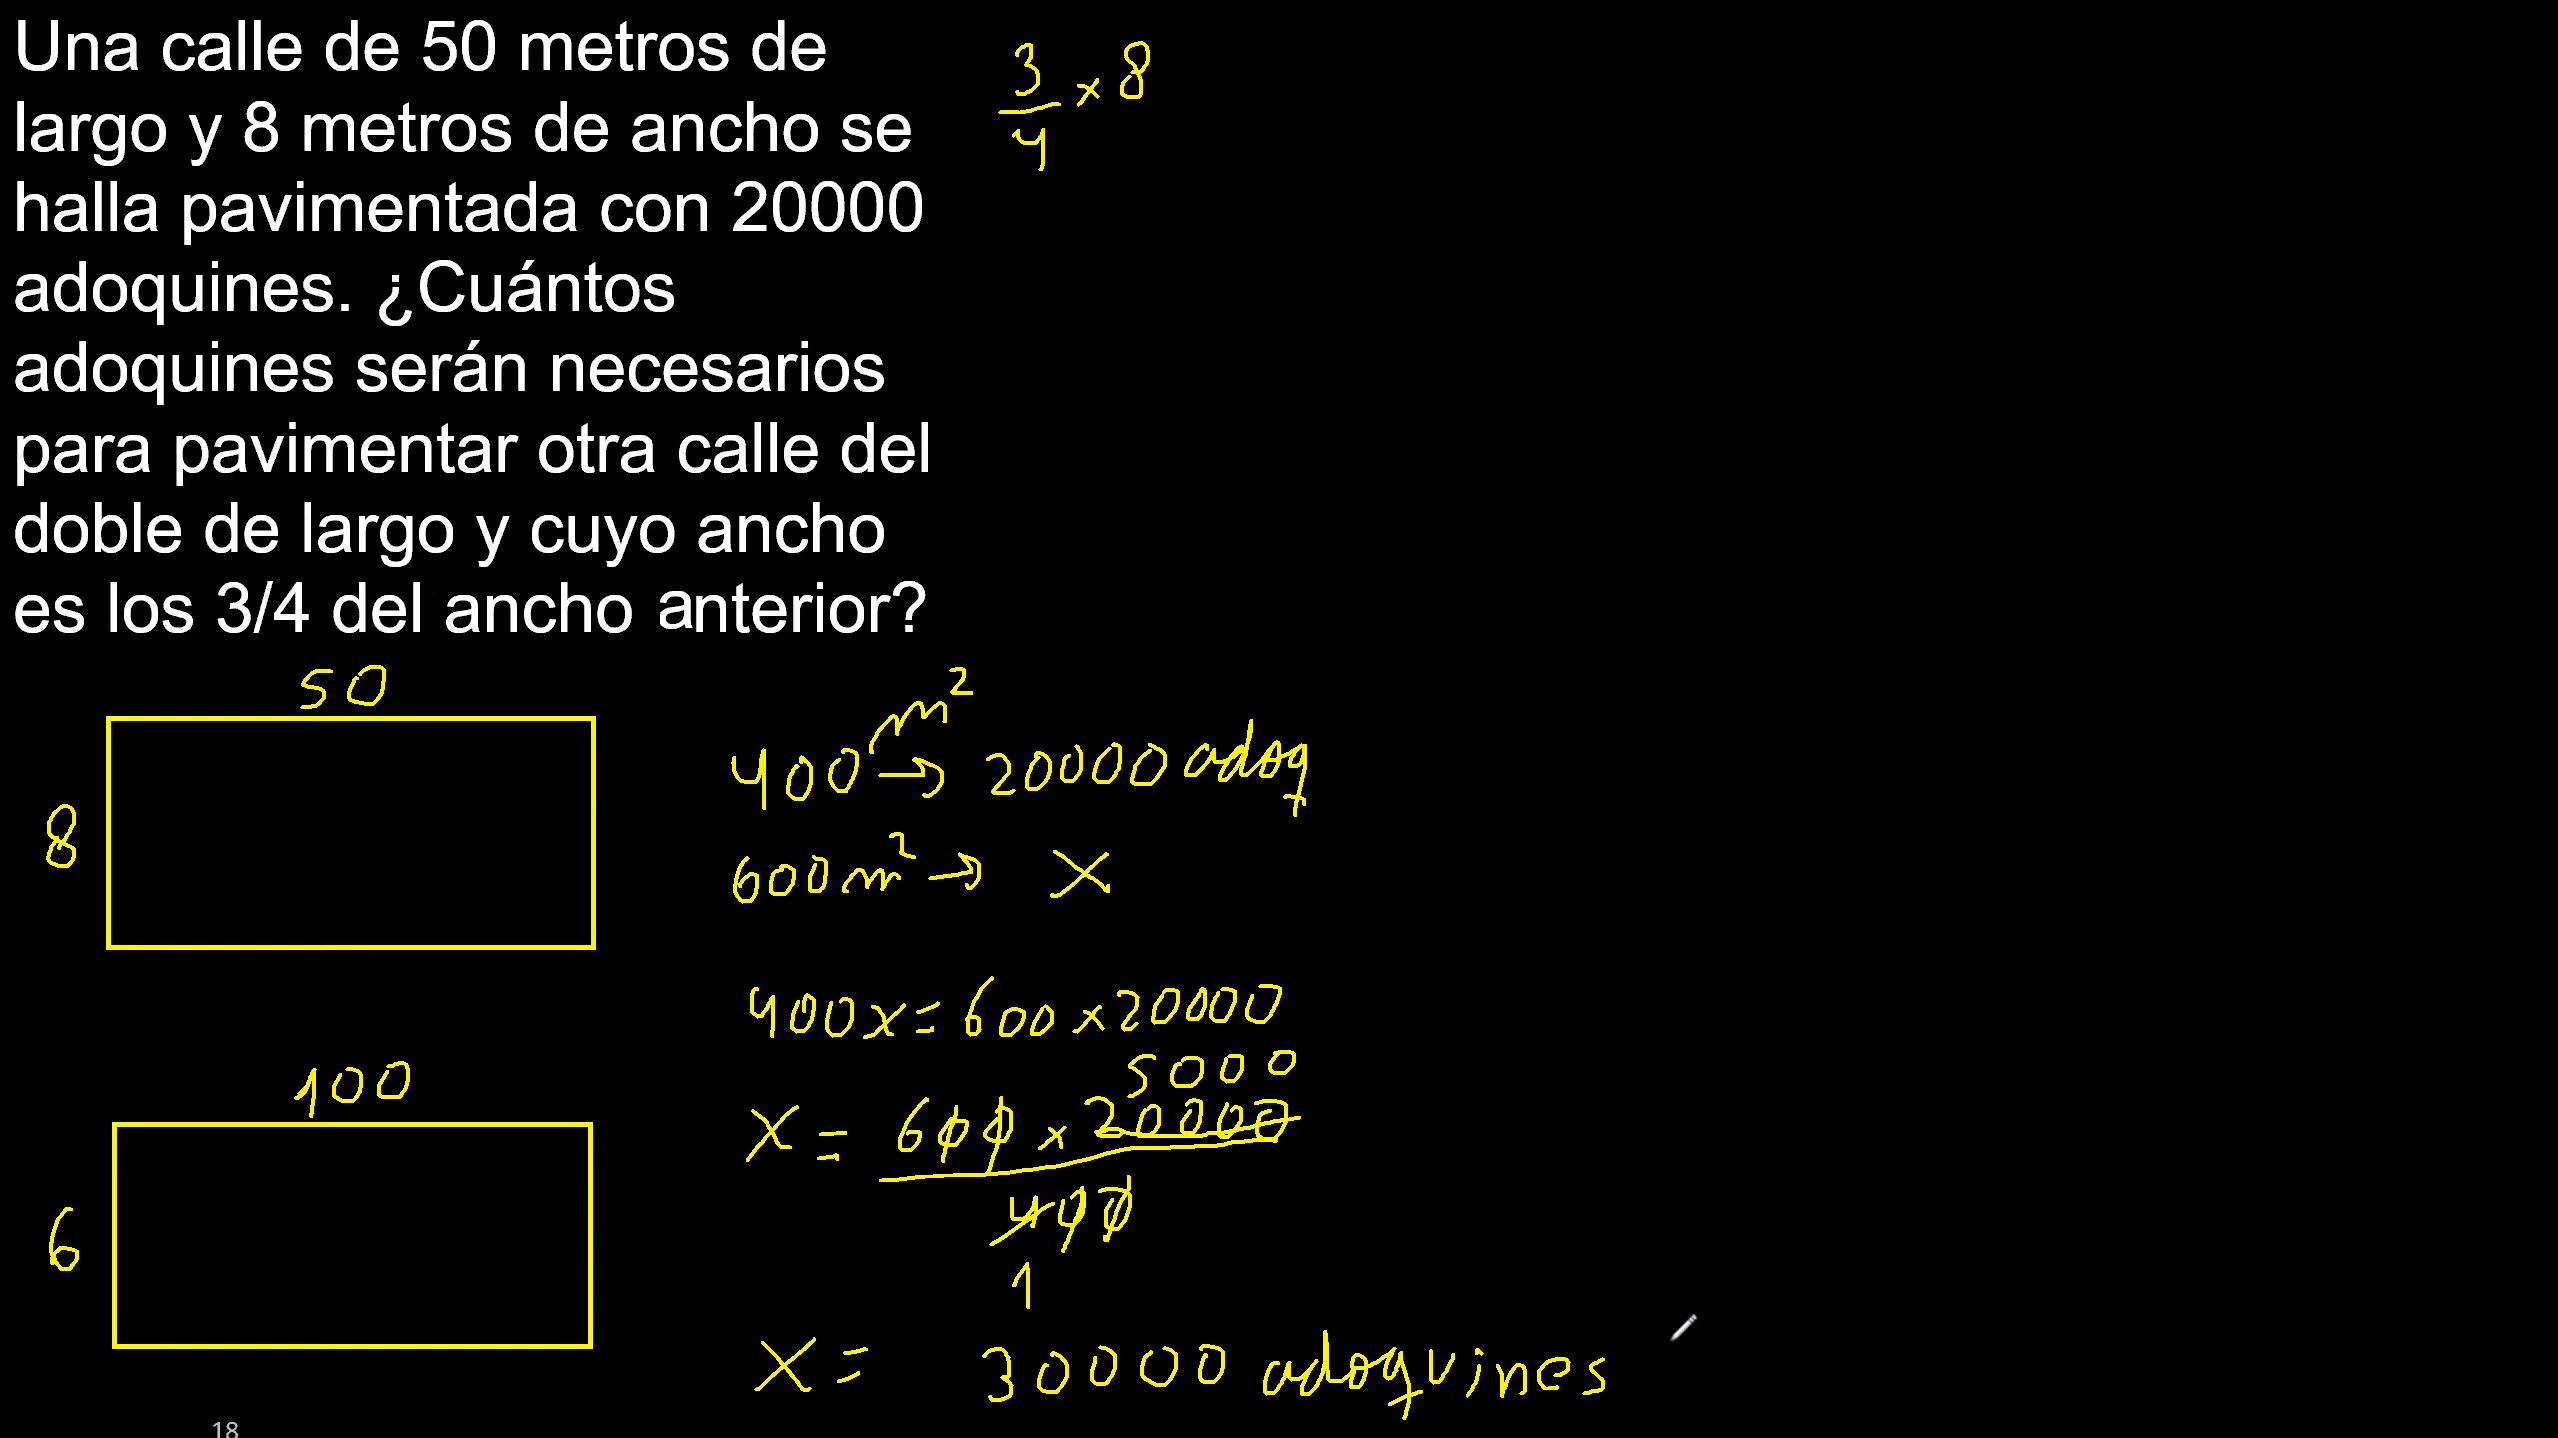 Una calle de 50 metros de
largo y 8 metros de ancho se
halla pavimentada con 20000
adoquines. ¿Cuántos
adoquines serán necesarios
para pavimentar otra calle del
doble de largo y cuyo ancho
es los 3/4 del ancho anterior?
3
× 8
4
50
8
400 m² → 20000 adoq
600 m² → X
400x = 600 × 20000
5000
X = 600 × 20000
400
1
100
6
X = 30000 adoquines
18